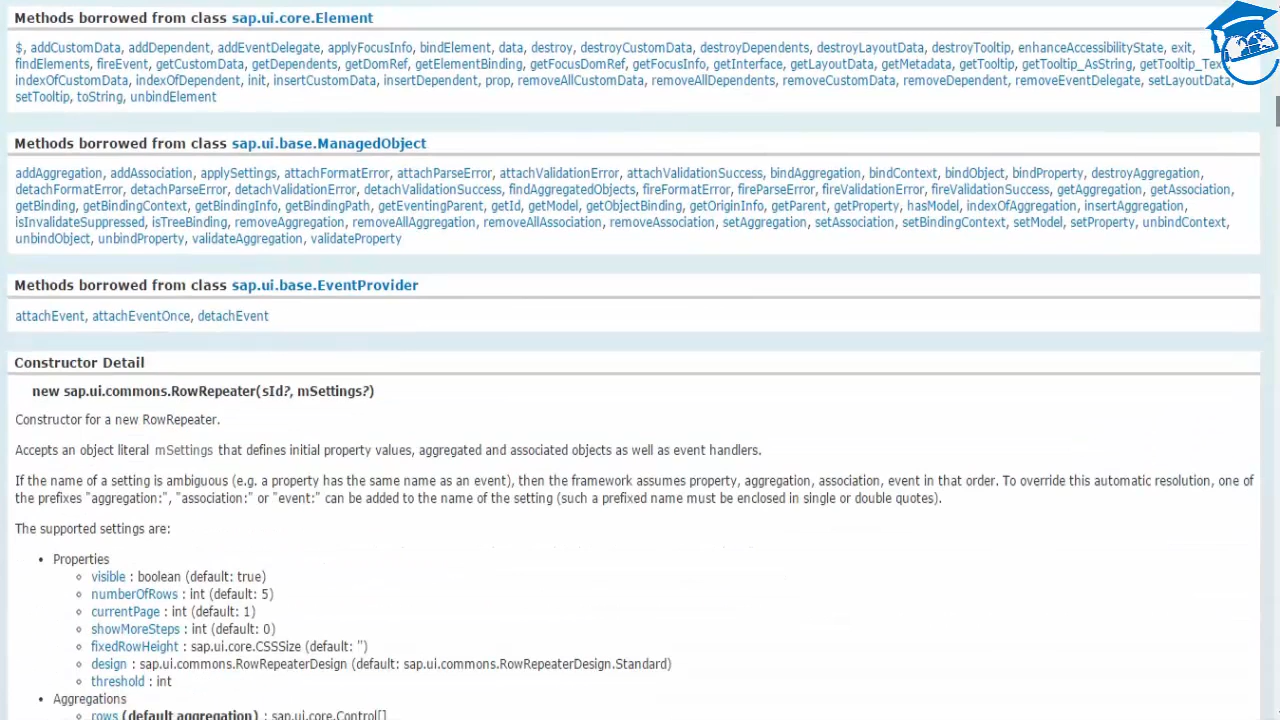 Methods borrowed from class sap.ui.core.Element
$, addCustomData, addDependent, addEventDelegate, applyFocusInfo, bindElement, data, destroy, destroyCustomData, destroyDependents, destroyLayoutData, destroyTooltip, enhanceAccessibilityState, exit,
findElements, fireEvent, getCustomData, getDependents, getDomRef, getElementBinding, getFocusDomRef, getFocusInfo, getInterface, getLayoutData, getMetadata, getTooltip, getTooltip_AsString,
indexOfCustomData, indexOfDependent, init, insertCustomData, insertDependent, prop, removeAllCustomData, removeAllDependents, removeCustomData, removeDependent, removeEventDelegate, setLayoutData,
setTooltip, toString, unbindElement
Methods borrowed from class sap.ui.base.ManagedObject
addAggregation, addAssociation, applySettings, attachFormatError, attachParseError, attachValidationError, attachValidationSuccess, bindAggregation, bindContext, bindObject, bindProperty, destroyAggregation,
detachFormatError, detachParseError, detachValidationError, detachValidationSuccess, findAggregatedObjects, fireFormatError, fireParseError, fireValidationError, fireValidationSuccess, getAggregation, getAssociation,
getBinding, getBindingContext, getBindingInfo, getBindingPath, getEventingParent, getId, getModel, getObjectBinding, getOriginInfo, getParent, getProperty, hasModel, indexOfAggregation, insertAggregation,
isInvalidateSuppressed, isTreeBinding, removeAggregation, removeAllAggregation, removeAllAssociation, removeAssociation, setAggregation, setAssociation, setBindingContext, setModel, setProperty, unbindContext,
unbindObject, unbindProperty, validateAggregation, validateProperty
Methods borrowed from class sap.ui.base.EventProvider
attachEvent, attachEventOnce, detachEvent
Constructor Detail
new sap.ui.commons.RowRepeater(sId?, mSettings?)
Constructor for a new RowRepeater.
Accepts an object literal mSettings that defines initial property values, aggregated and associated objects as well as event handlers.
If the name of a setting is ambiguous (e.g. a property has the same name as an event), then the framework assumes property, aggregation, association, event in that order. To override this automatic resolution, one of
the prefixes "aggregation:", "association:" or "event:" can be added to the name of the setting (such a prefixed name must be enclosed in single or double quotes).
The supported settings are:
• Properties
◦ visible : boolean (default: true)
◦ numberOfRows : int (default: 5)
◦ currentPage : int (default: 1)
◦ showMoreSteps : int (default: 0)
◦ fixedRowHeight : sap.ui.core.CSSSize (default: '')
◦ design : sap.ui.commons.RowRepeaterDesign (default: sap.ui.commons.RowRepeaterDesign.Standard)
◦ threshold : int
• Aggregations
◦ rows (default aggregation) : sap.ui.core.Control[]